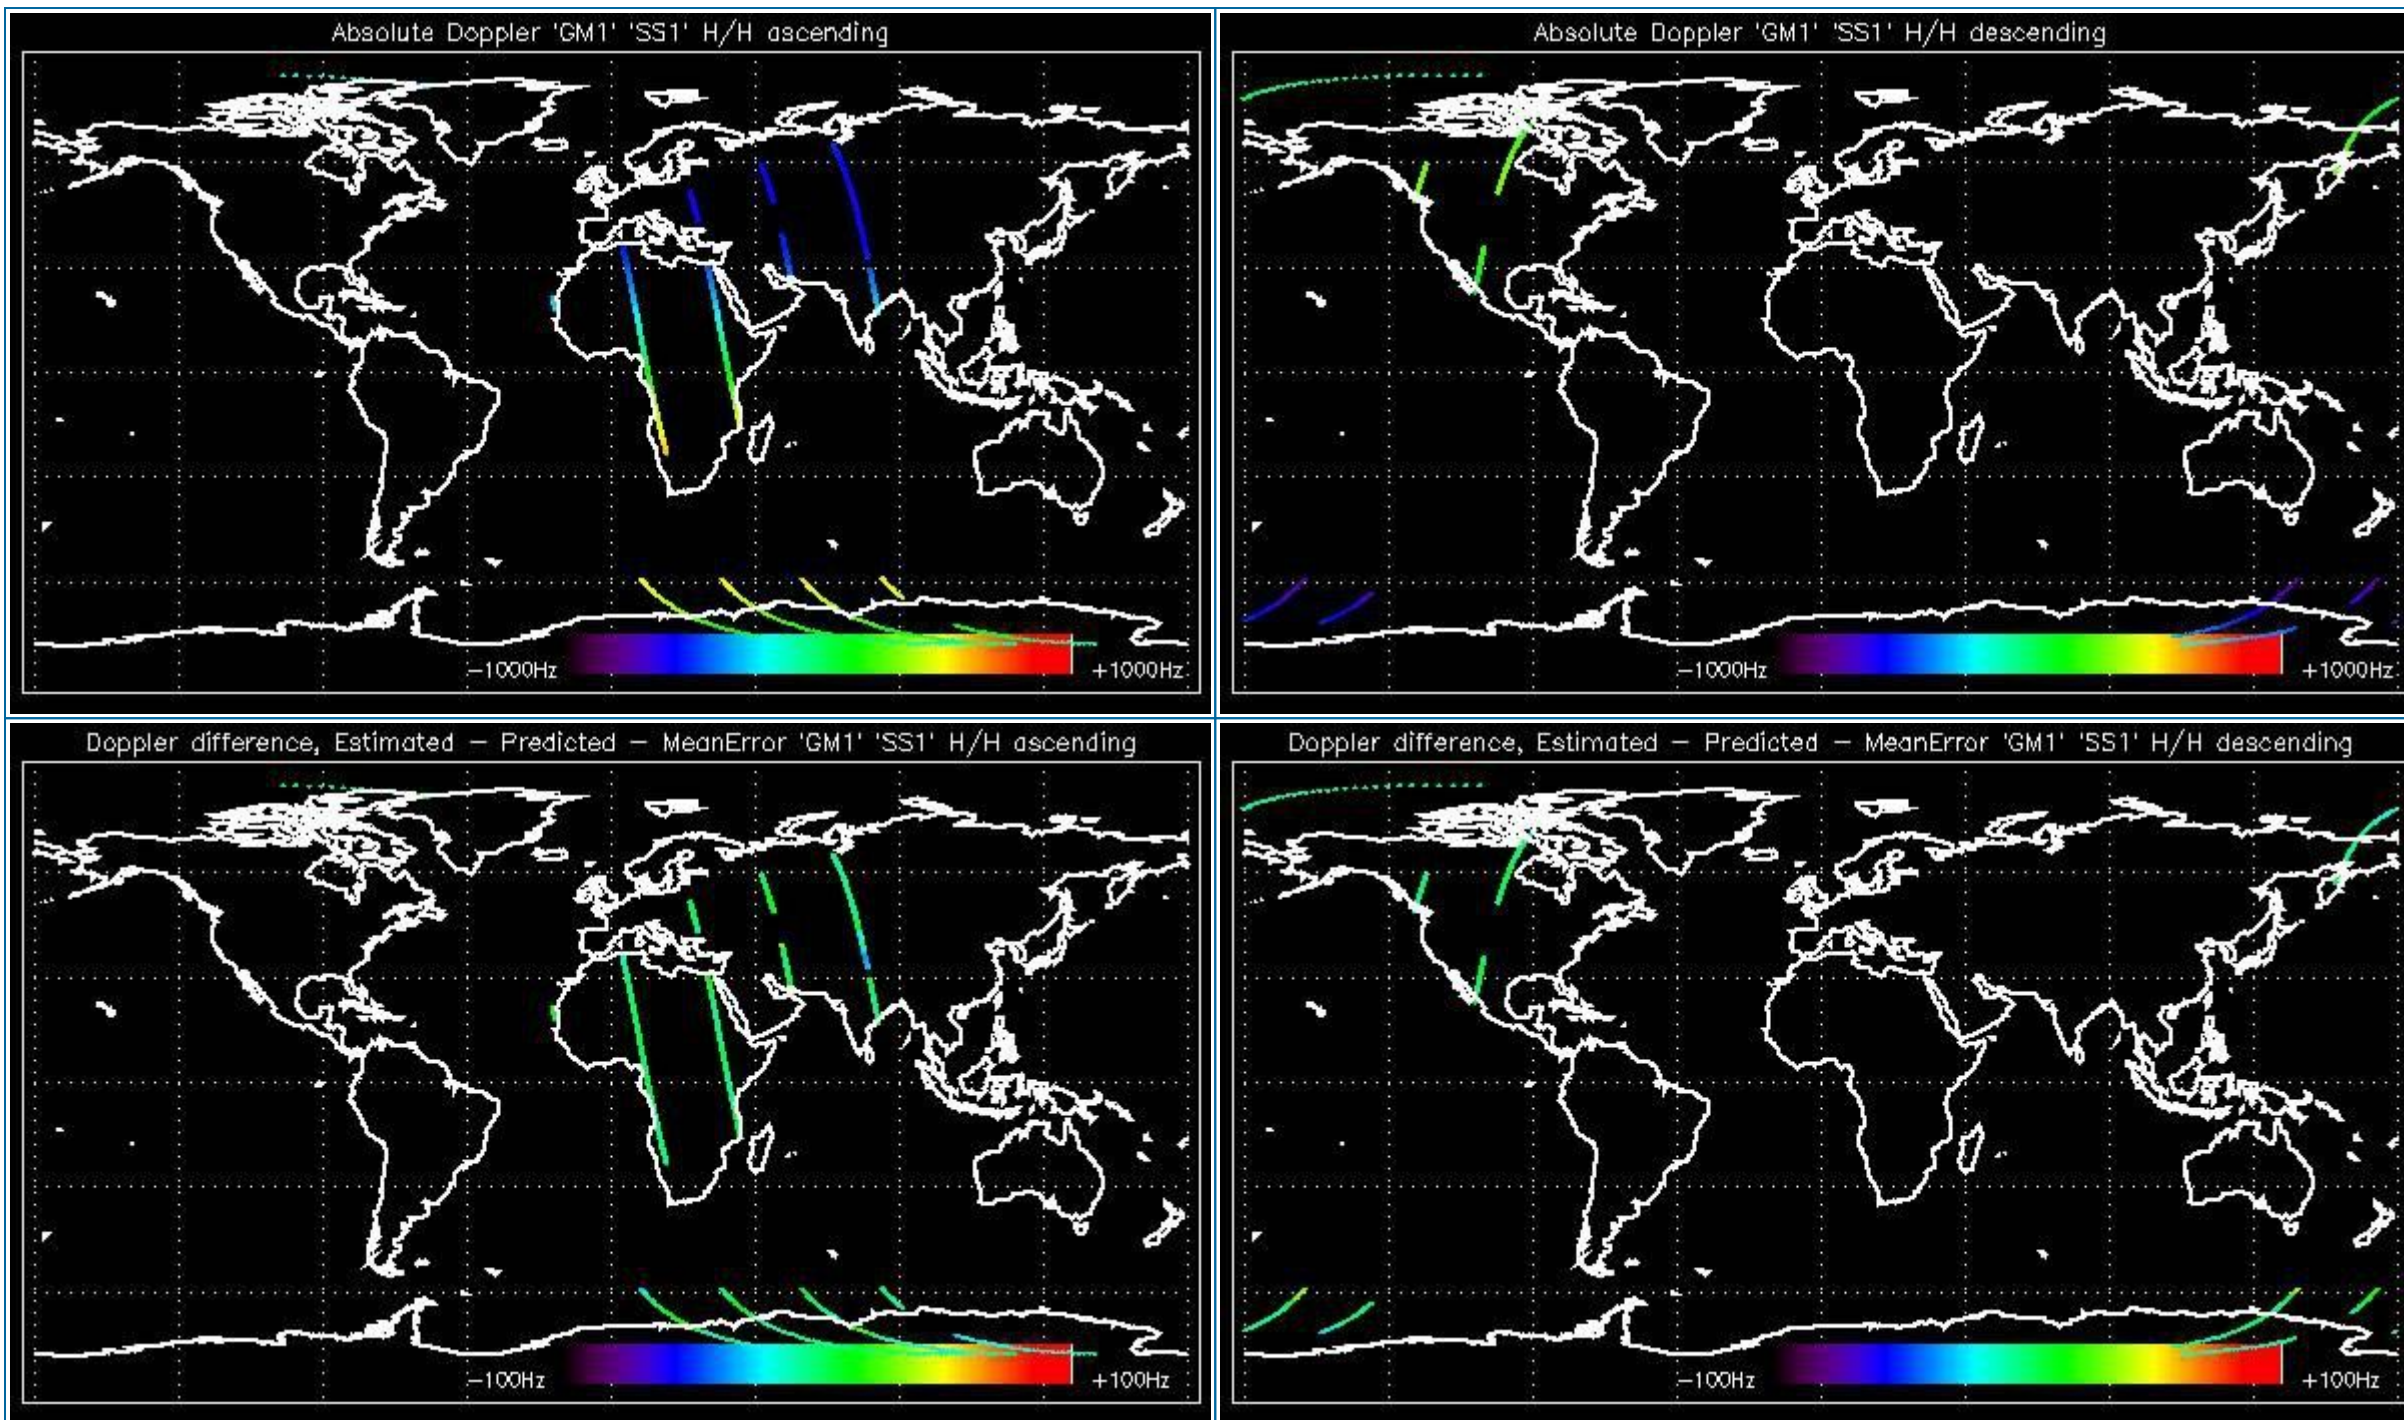 Absolute Doppler 'GM1' 'SS1' H/H ascending
−1000Hz
+1000Hz
Absolute Doppler 'GM1' 'SS1' H/H descending
−1000Hz
+1000Hz
Doppler difference, Estimated − Predicted − MeanError 'GM1' 'SS1' H/H ascending
−100Hz
+100Hz
Doppler difference, Estimated − Predicted − MeanError 'GM1' 'SS1' H/H descending
−100Hz
+100Hz